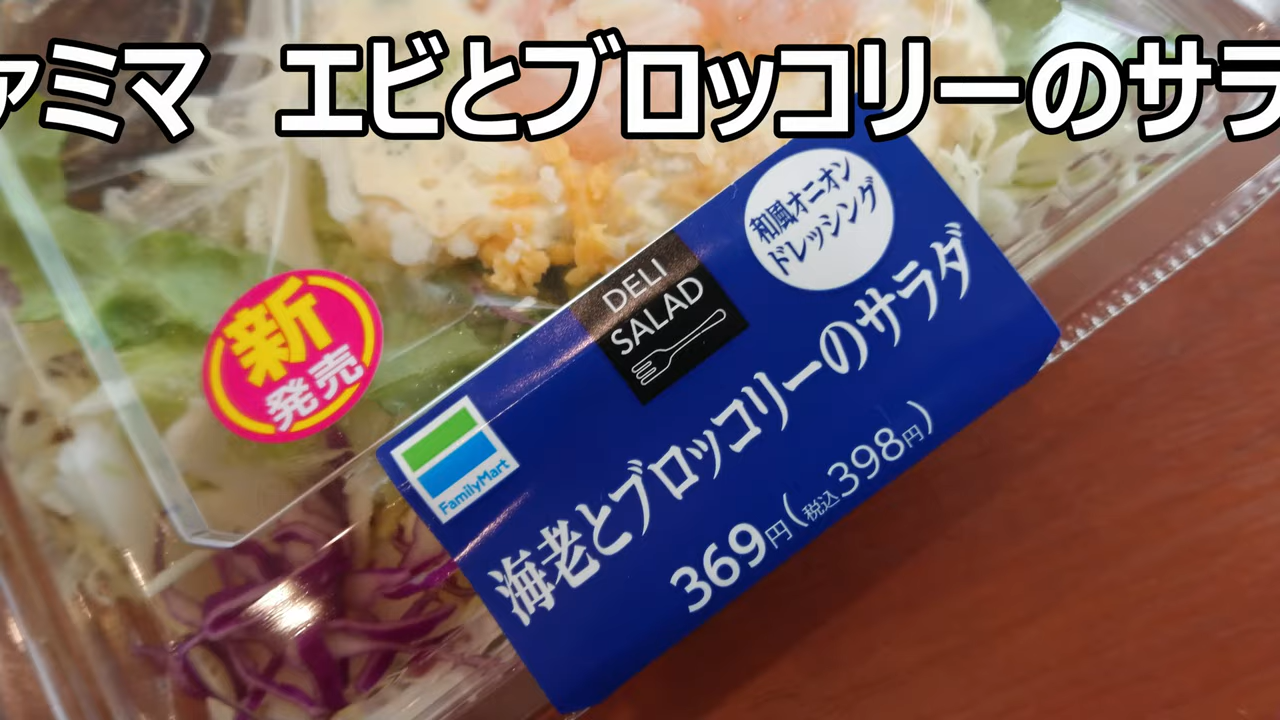 ァミマ　エビとブロッコリーのサラ
和風オニオン
ドレッシング
DELI
SALAD
新
発売
FamilyMart
海老とブロッコリーのサラダ
369円(税込398円)